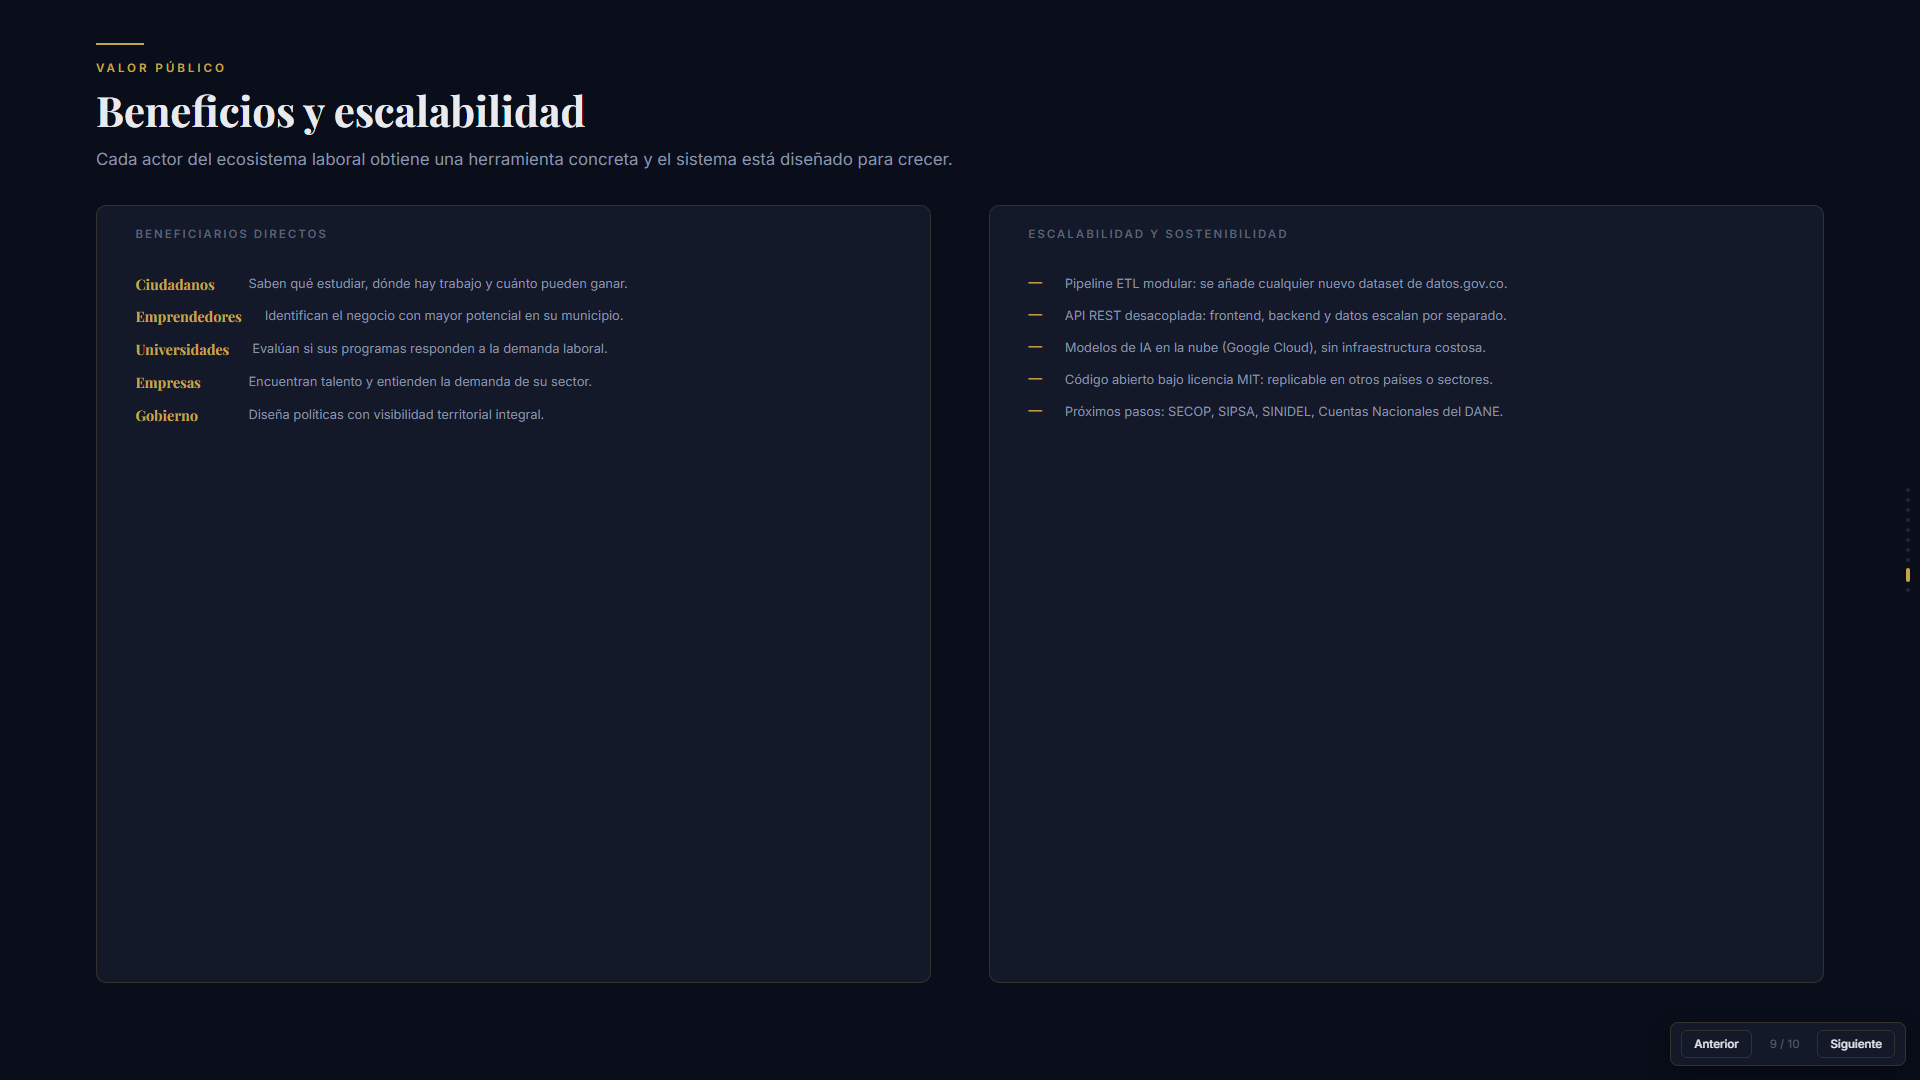 VALOR PÚBLICO
Beneficios y escalabilidad
Cada actor del ecosistema laboral obtiene una herramienta concreta y el sistema está diseñado para crecer.
BENEFICIARIOS DIRECTOS
Ciudadanos Saben qué estudiar, dónde hay trabajo y cuánto pueden ganar.
Emprendedores Identifican el negocio con mayor potencial en su municipio.
Universidades Evalúan si sus programas responden a la demanda laboral.
Empresas Encuentran talento y entienden la demanda de su sector.
Gobierno Diseña políticas con visibilidad territorial integral.
ESCALABILIDAD Y SOSTENIBILIDAD
— Pipeline ETL modular: se añade cualquier nuevo dataset de datos.gov.co.
— API REST desacoplada: frontend, backend y datos escalan por separado.
— Modelos de IA en la nube (Google Cloud), sin infraestructura costosa.
— Código abierto bajo licencia MIT: replicable en otros países o sectores.
— Próximos pasos: SECOP, SIPSA, SINIDEL, Cuentas Nacionales del DANE.
Anterior 9 / 10 Siguiente